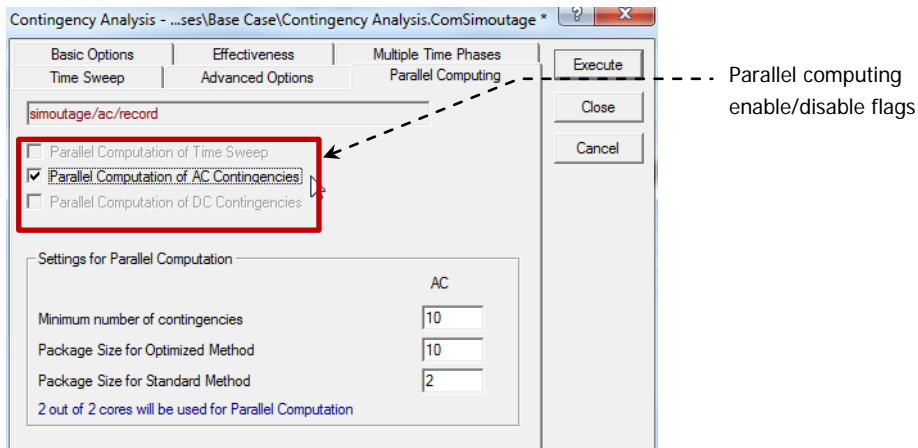 Contingency Analysis - ...ses\Base Case\Contingency Analysis.ComSimoutage *
Basic Options Effectiveness Multiple Time Phases
Time Sweep Advanced Options Parallel Computing
Execute
Close
Cancel
Parallel computing
enable/disable flags
simoutage/ac/record
Parallel Computation of Time Sweep
Parallel Computation of AC Contingencies
Parallel Computation of DC Contingencies
Settings for Parallel Computation
AC
Minimum number of contingencies 10
Package Size for Optimized Method 10
Package Size for Standard Method 2
2 out of 2 cores will be used for Parallel Computation